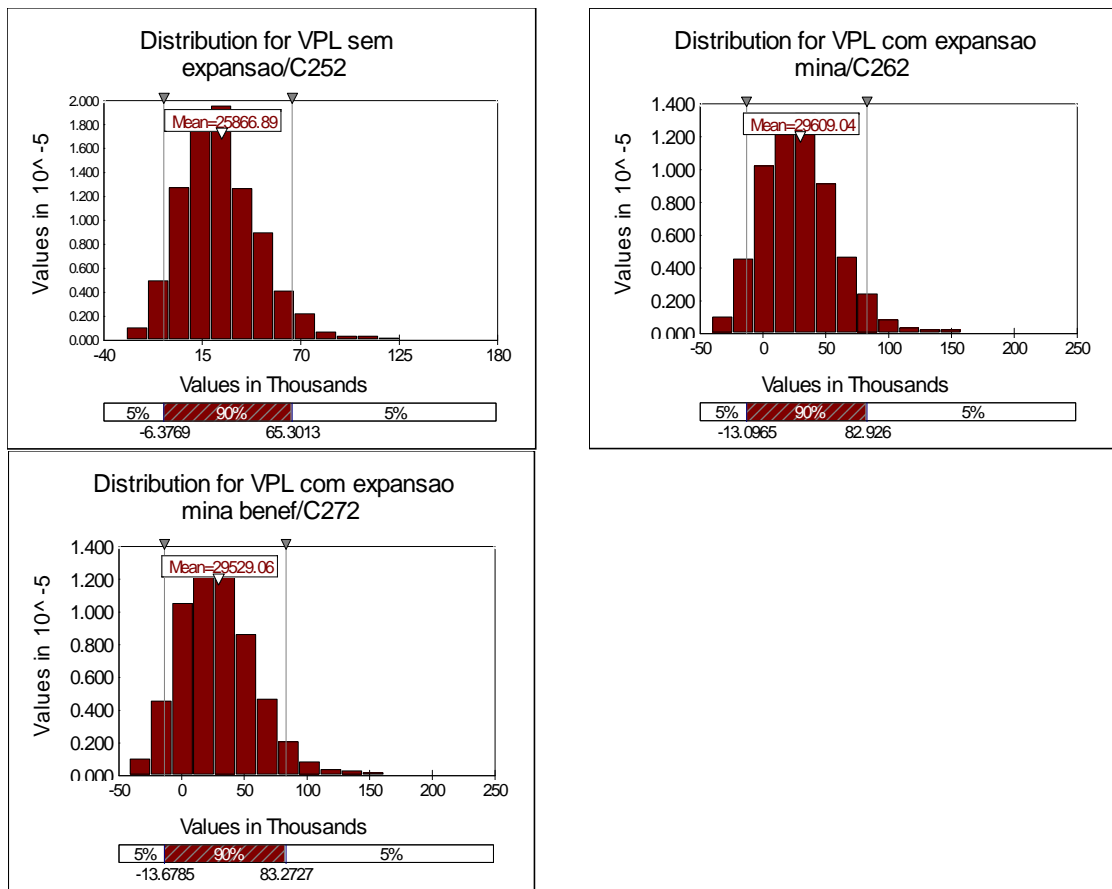 Distribution for VPL sem
expansao/C252
Values in 10^ -5
2.000
1.800
1.600
1.400
1.200
1.000
0.800
0.600
0.400
0.200
0.000
Mean=25866.89
-40 15 70 125 180
Values in Thousands
5% 90% 5%
-6.3769 65.3013
Distribution for VPL com expansao
mina/C262
Values in 10^ -5
1.400
1.200
1.000
0.800
0.600
0.400
0.200
0.000
Mean=29609.04
-50 0 50 100 150 200 250
Values in Thousands
5% 90% 5%
-13.0965 82.926
Distribution for VPL com expansao
mina benef/C272
Values in 10^ -5
1.400
1.200
1.000
0.800
0.600
0.400
0.200
0.000
Mean=29529.06
-50 0 50 100 150 200 250
Values in Thousands
5% 90% 5%
-13.6785 83.2727